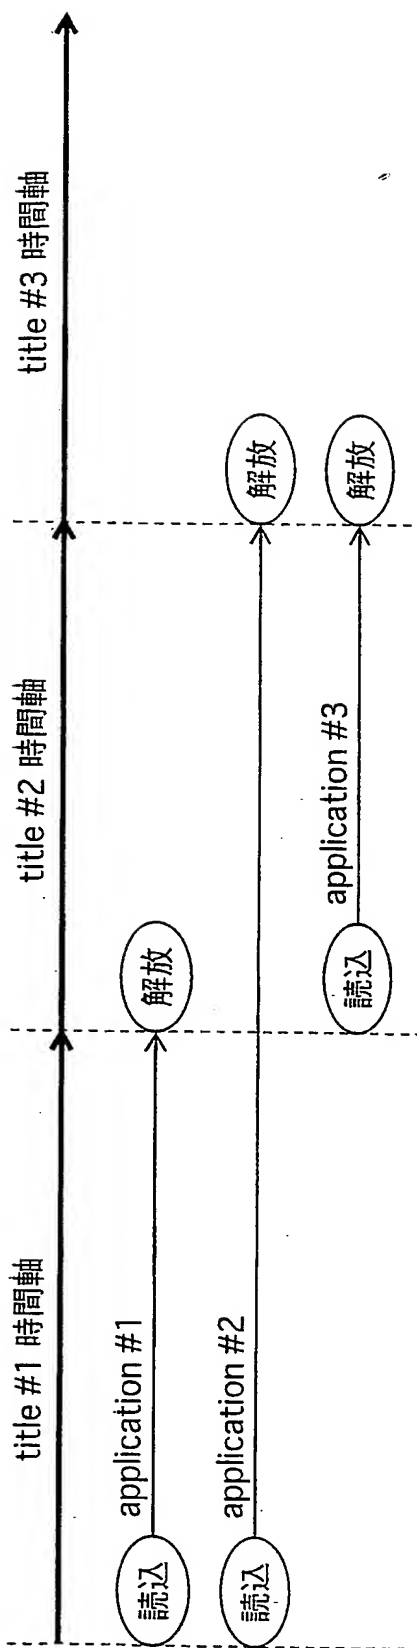 title #1 時間軸
title #2 時間軸
title #3 時間軸
読込
application #1
解放
読込
application #2
解放
読込
application #3
解放